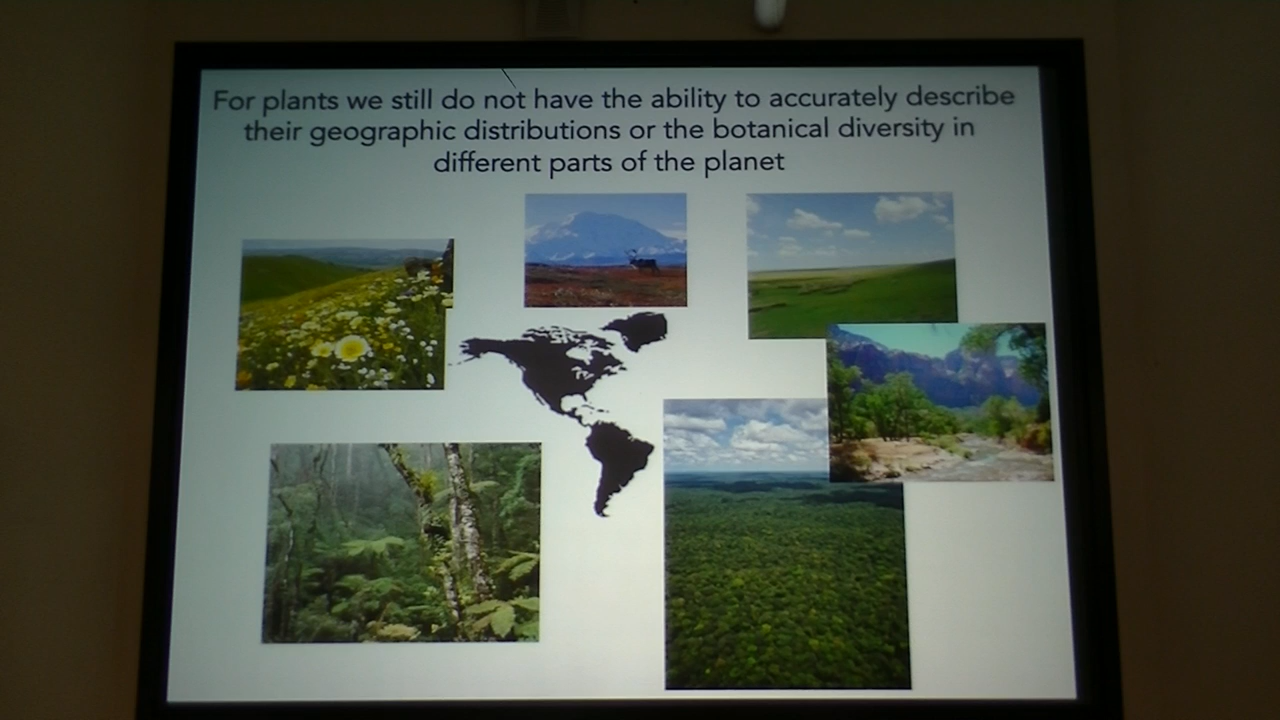 For plants we still do not have the ability to accurately describe
their geographic distributions or the botanical diversity in
different parts of the planet